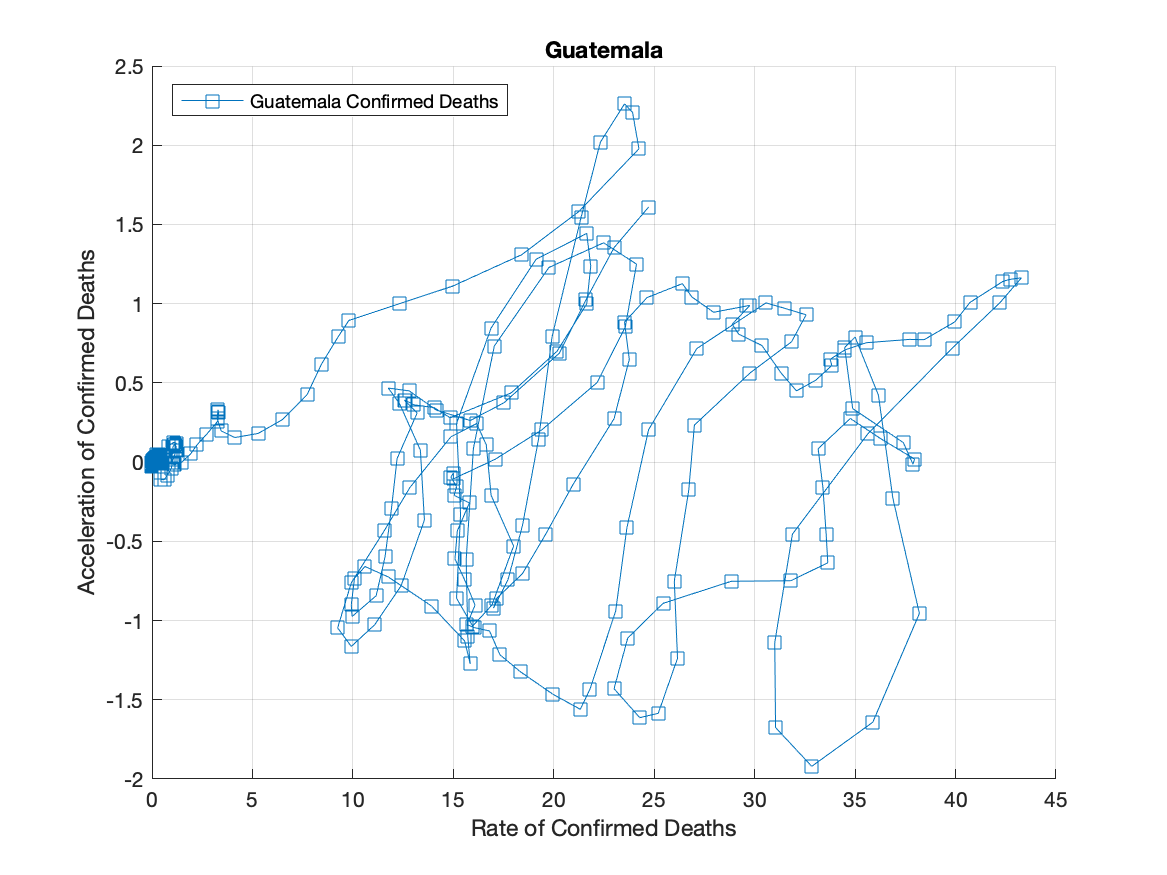 Guatemala
Guatemala Confirmed Deaths
2.5
2
1.5
1
0.5
0
-0.5
-1
-1.5
-2
Acceleration of Confirmed Deaths
0 5 10 15 20 25 30 35 40 45
Rate of Confirmed Deaths